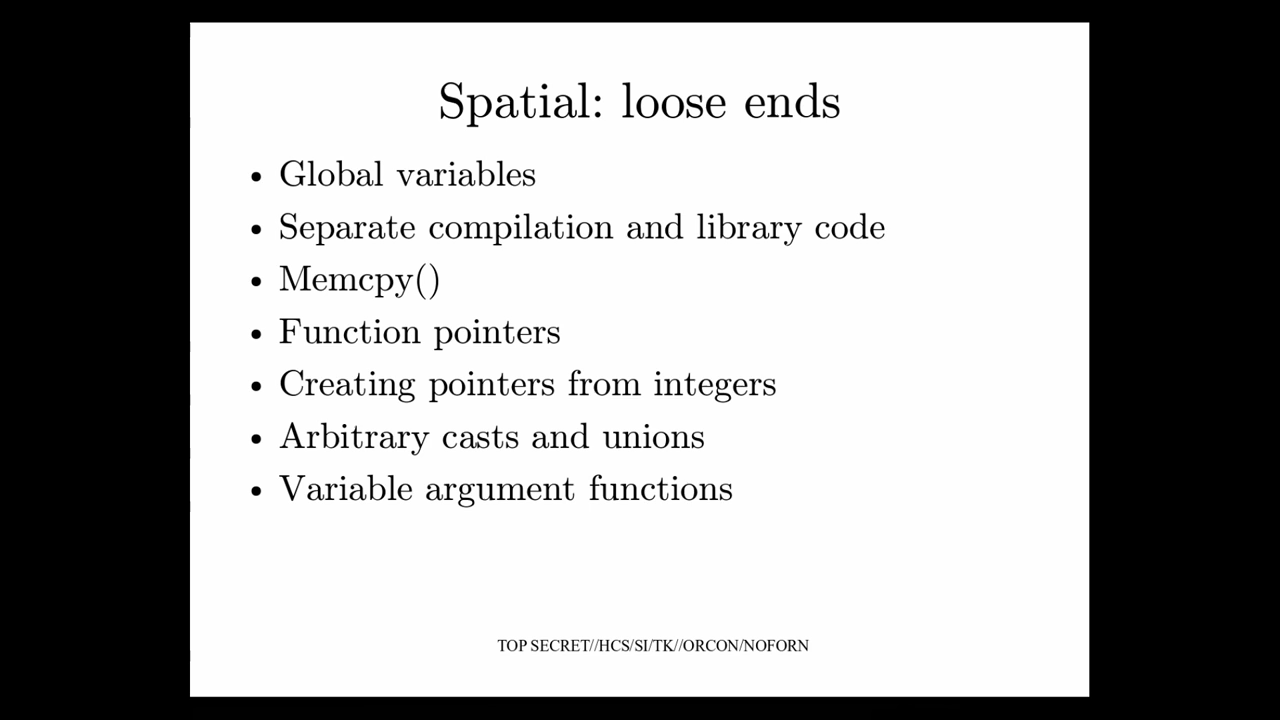 Spatial: loose ends
• Global variables
• Separate compilation and library code
• Memcpy()
• Function pointers
• Creating pointers from integers
• Arbitrary casts and unions
• Variable argument functions
TOP SECRET//HCS/SI/TK//ORCON/NOFORN